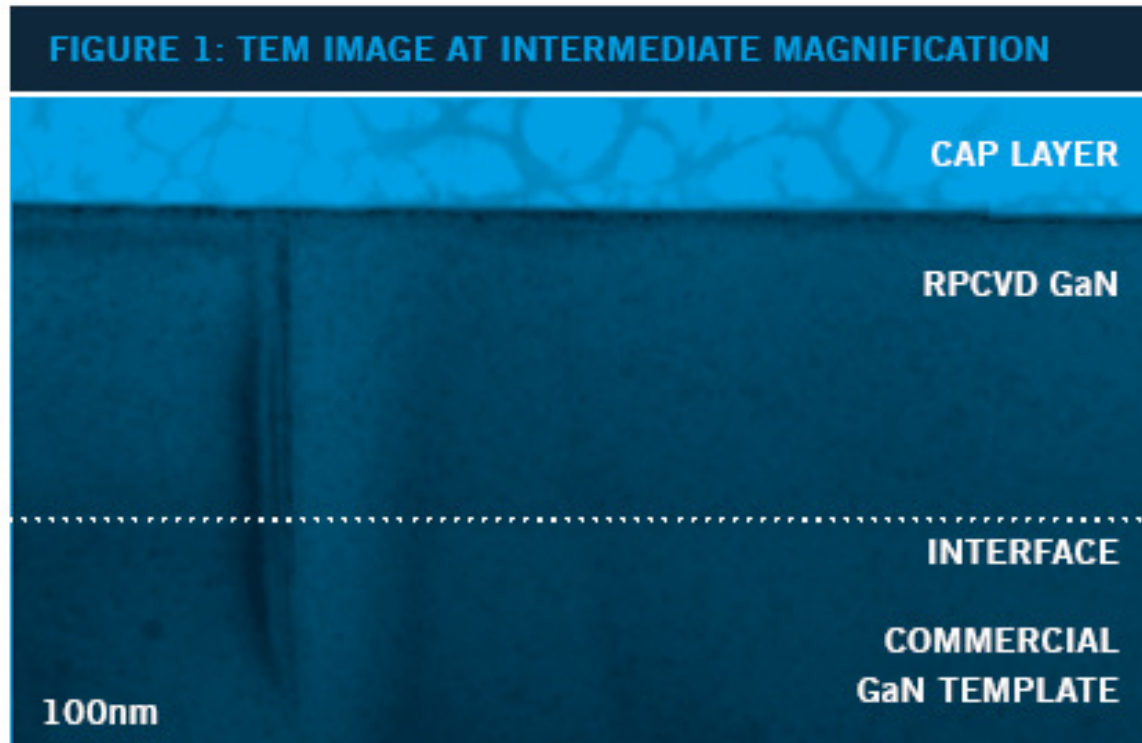 FIGURE 1: TEM IMAGE AT INTERMEDIATE MAGNIFICATION
CAP LAYER
RPCVD GaN
INTERFACE
COMMERCIAL
GaN TEMPLATE
100nm